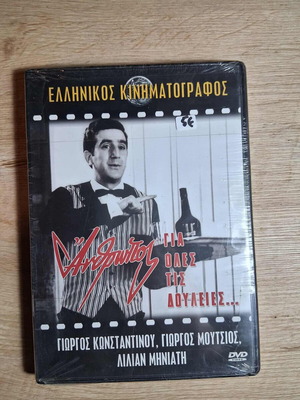 ΕΛΛΗΝΙΚΟΣ ΚΙΝΗΜΑΤΟΓΡΑΦΟΣ
5€
Άνθρωπος ΓΙΑ
ΟΛΕΣ
ΤΙΣ
ΔΟΥΛΕΙΕΣ...
ΓΙΩΡΓΟΣ ΚΩΝΣΤΑΝΤΙΝΟΥ, ΓΙΩΡΓΟΣ ΜΟΥΤΣΙΟΣ,
ΛΙΛΙΑΝ ΜΗΝΙΑΤΗ
DVD